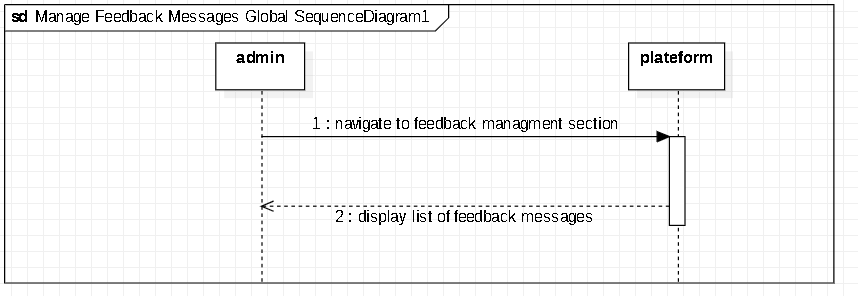 sd Manage Feedback Messages Global SequenceDiagram1
admin
plateform
1 : navigate to feedback managment section
2 : display list of feedback messages